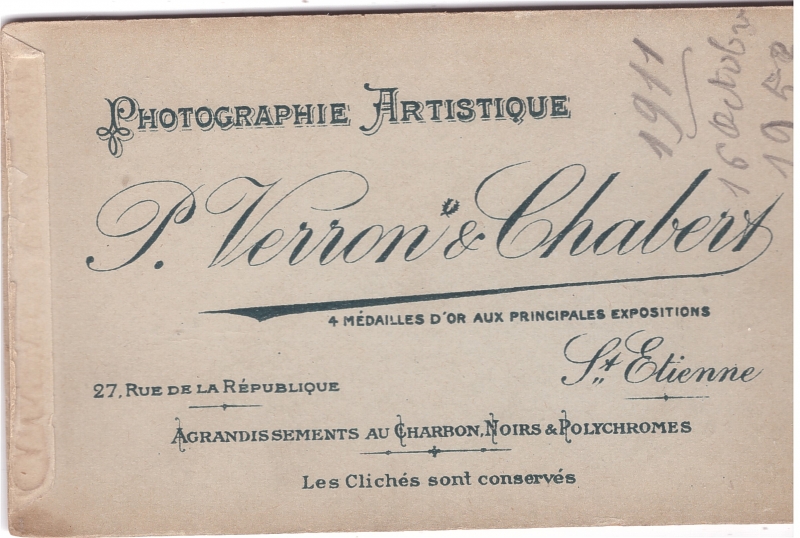 Photographie Artistique
P. Verron & Chabert
4 Médailles d'Or aux Principales Expositions
St Etienne
27, Rue de la République
Agrandissements au Charbon, Noirs & Polychromes
Les Clichés sont conservés
1911
16 octobre